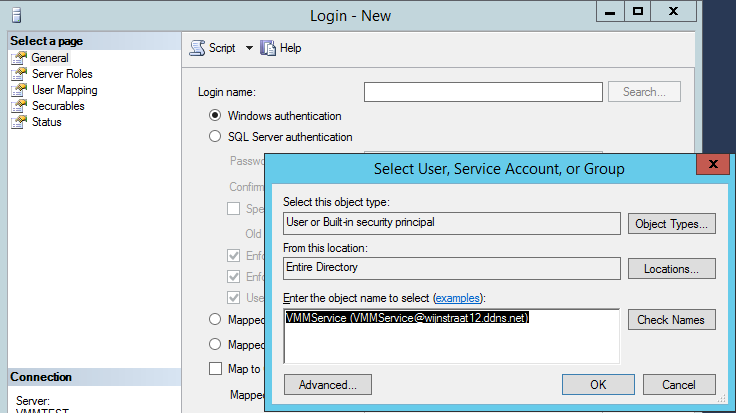 Login - New
Select a page
General
Server Roles
User Mapping
Securables
Status
Script
Help
Login name:
Search...
Windows authentication
SQL Server authentication
Passwo
Confirm
Spe
Old
Enfo
Enfo
Use
Mapped
Mapped
Map to
Mappe
Connection
Server:
VMMTEST
Select User, Service Account, or Group
Select this object type:
User or Built-in security principal
Object Types...
From this location:
Entire Directory
Locations...
Enter the object name to select (examples):
VMMService (VMMService@wijnstraat12.ddns.net)
Check Names
Advanced...
OK
Cancel